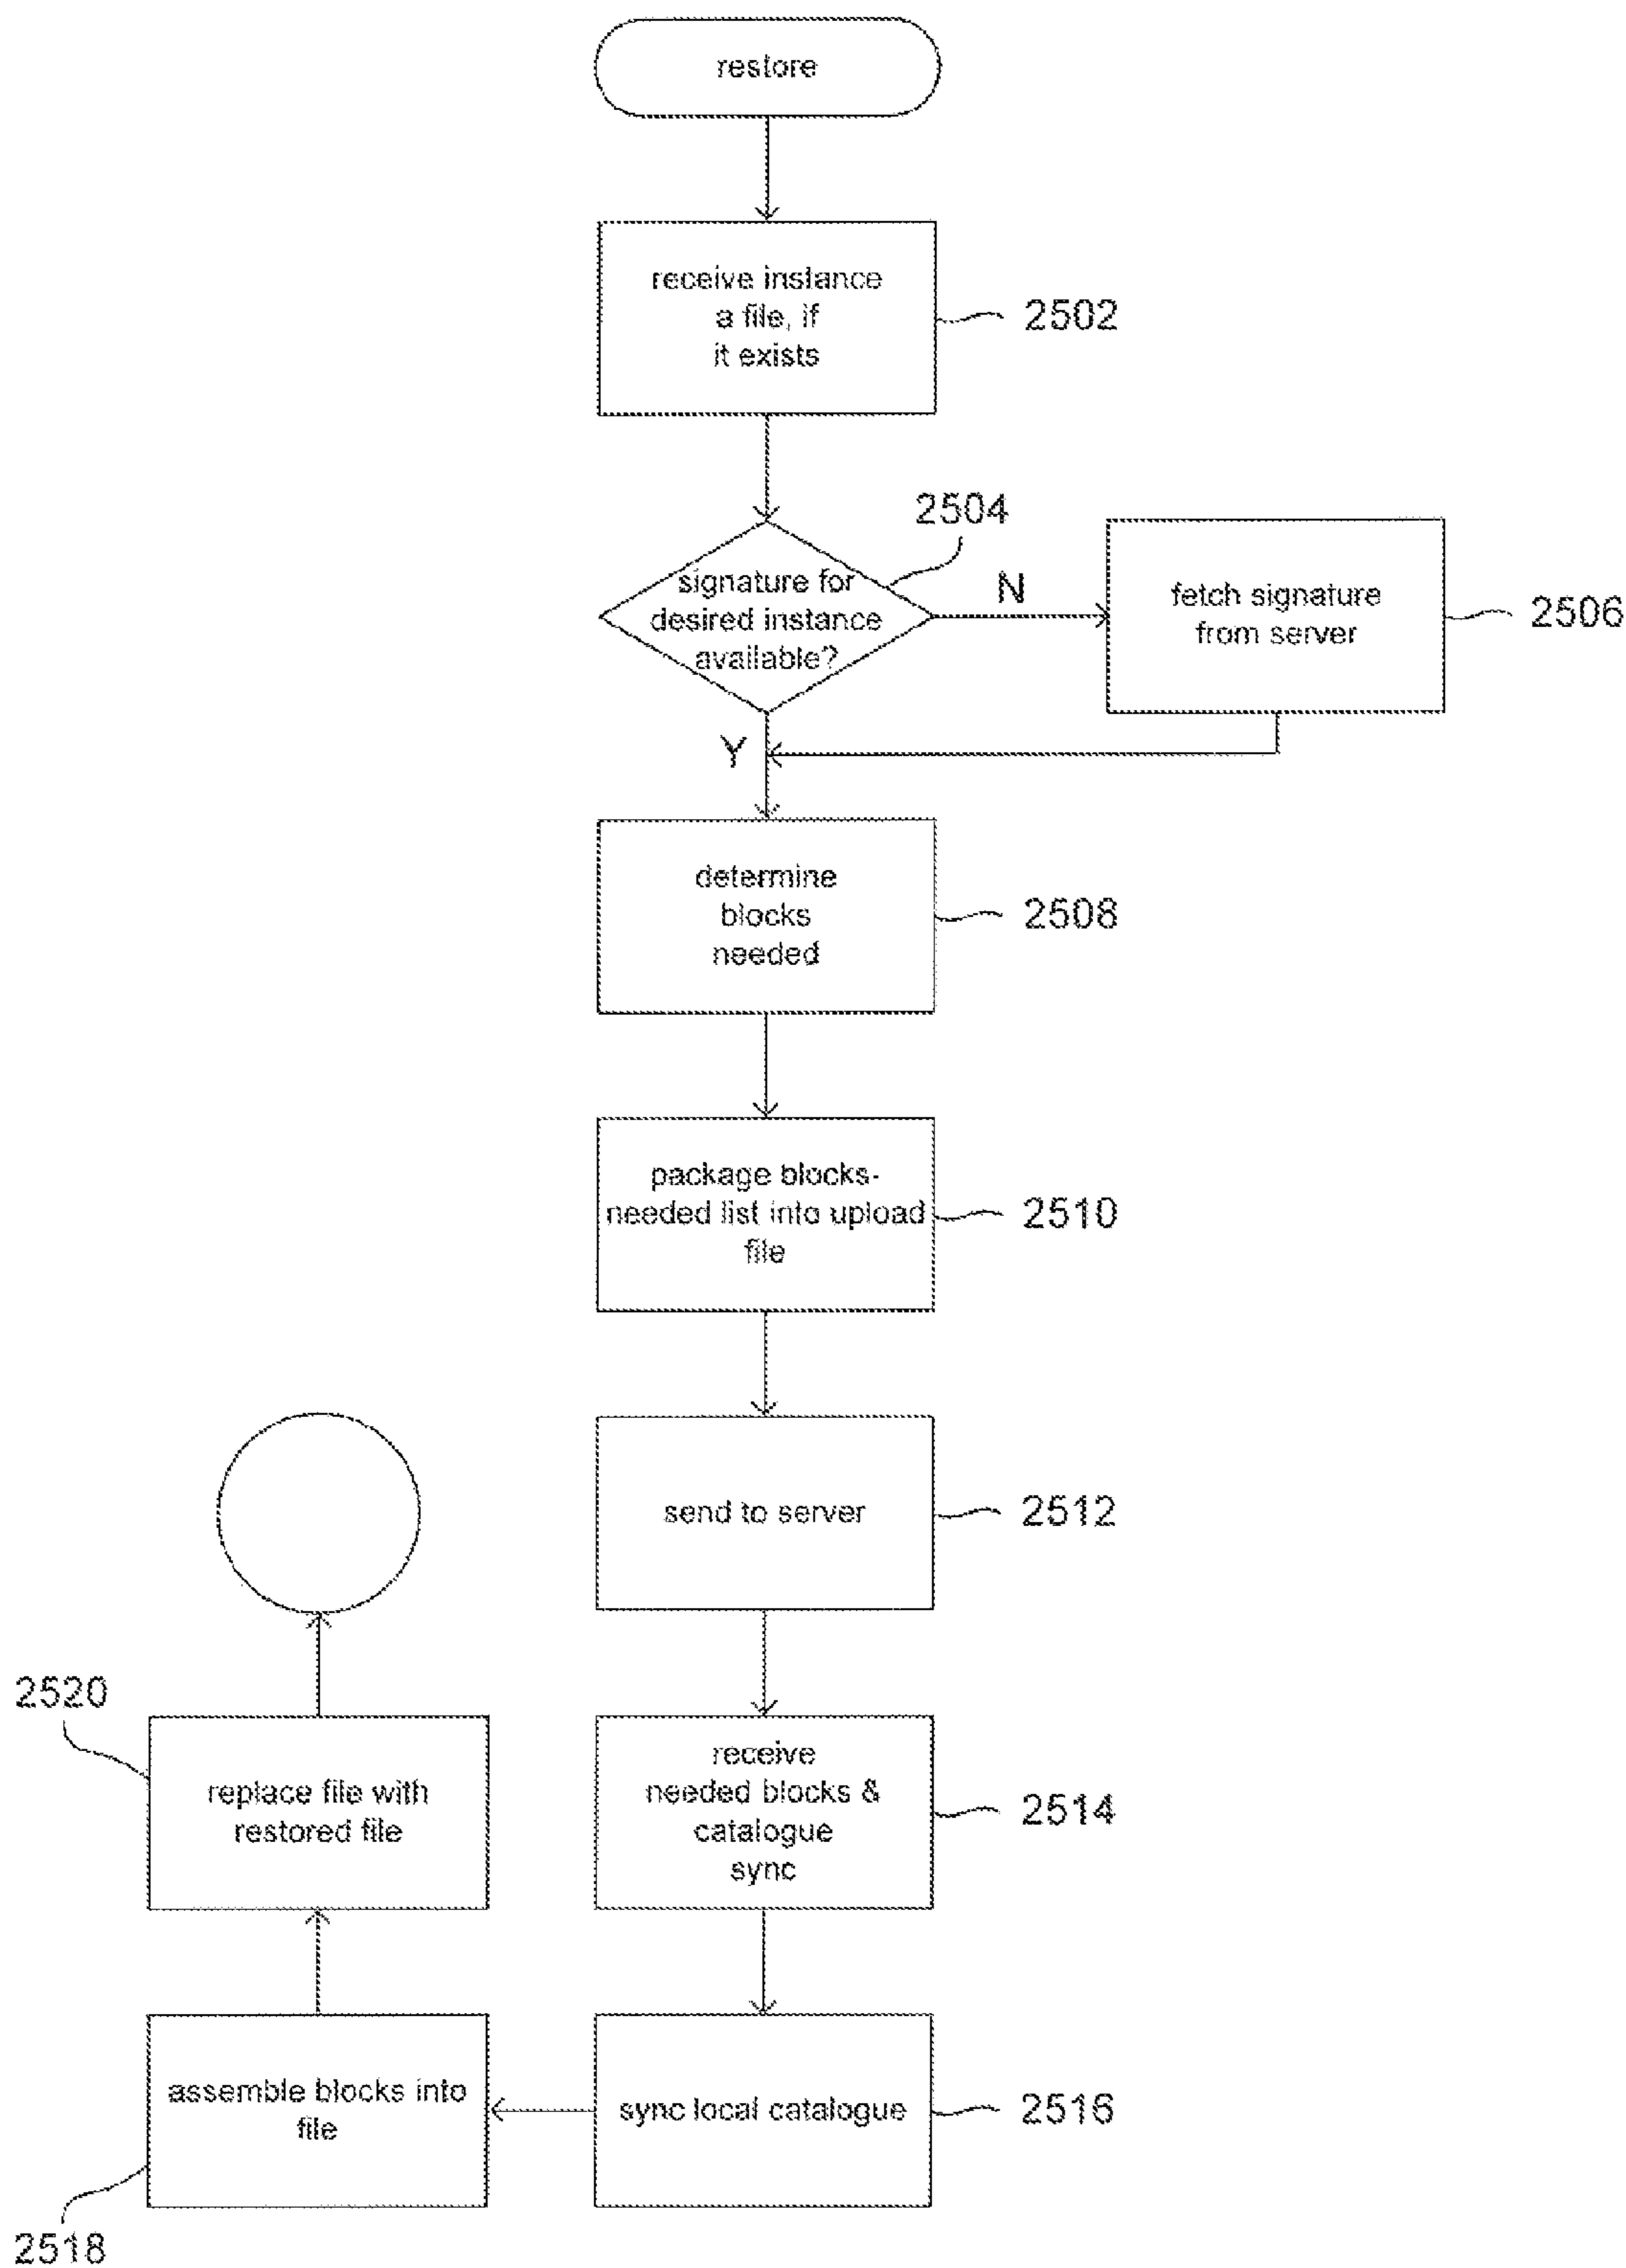 restore
receive instance
a file, if
it exists
2502
2504
signature for
desired instance
available?
N
fetch signature
from server
2506
Y
determine
blocks
needed
2508
package blocks-
needed list into upload
file
2510
send to server
2512
receive
needed blocks &
catalogue
sync
2514
sync local catalogue
2516
assemble blocks into
file
2518
replace file with
restored file
2520